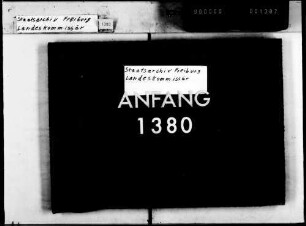 Staatsarchiv Freiburg
Landeskommissär
Staatsarchiv Freiburg
Landeskommissär
ANFANG
1380